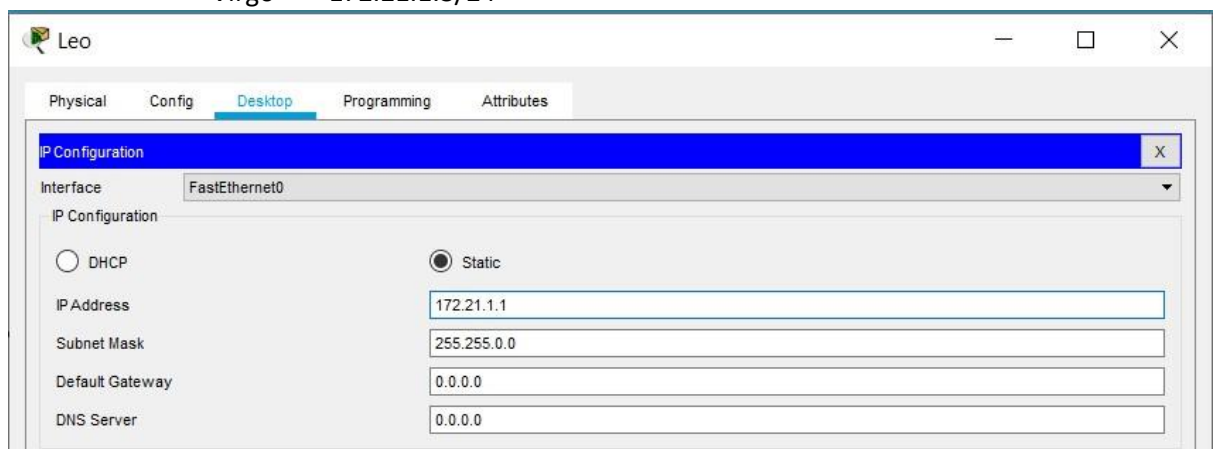 Leo
Physical Config Desktop Programming Attributes
IP Configuration X
Interface FastEthernet0
IP Configuration
DHCP Static
IP Address 172.21.1.1
Subnet Mask 255.255.0.0
Default Gateway 0.0.0.0
DNS Server 0.0.0.0